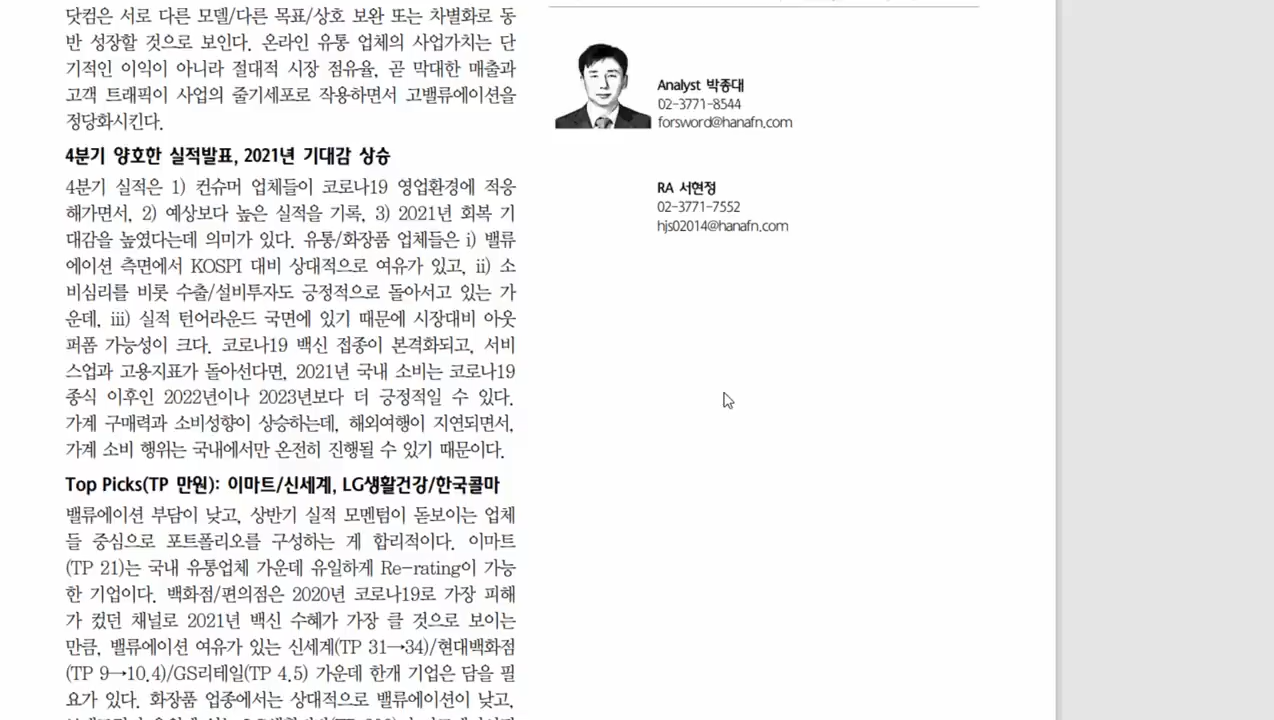 닷컴은 서로 다른 모델/다른 목표/상호 보완 또는 차별화로 동
반 성장할 것으로 보인다. 온라인 유통 업체의 사업가치는 단
기적인 이익이 아니라 절대적 시장 점유율, 곧 막대한 매출과
고객 트래픽이 사업의 줄기세포로 작용하면서 고밸류에이션을
정당화시킨다.
4분기 양호한 실적발표, 2021년 기대감 상승
4분기 실적은 1) 컨슈머 업체들이 코로나19 영업환경에 적응
해가면서, 2) 예상보다 높은 실적을 기록, 3) 2021년 회복 기
대감을 높였다는데 의미가 있다. 유통/화장품 업체들은 i) 밸류
에이션 측면에서 KOSPI 대비 상대적으로 여유가 있고, ii) 소
비심리를 비롯 수출/설비투자도 긍정적으로 돌아서고 있는 가
운데, iii) 실적 턴어라운드 국면에 있기 때문에 시장대비 아웃
퍼폼 가능성이 크다. 코로나19 백신 접종이 본격화되고, 서비
스업과 고용지표가 돌아선다면, 2021년 국내 소비는 코로나19
종식 이후인 2022년이나 2023년보다 더 긍정적일 수 있다.
가계 구매력과 소비성향이 상승하는데, 해외여행이 지연되면서,
가계 소비 행위는 국내에서만 온전히 진행될 수 있기 때문이다.
Top Picks(TP 만원): 이마트/신세계, LG생활건강/한국콜마
밸류에이션 부담이 낮고, 상반기 실적 모멘텀이 돋보이는 업체
들 중심으로 포트폴리오를 구성하는 게 합리적이다. 이마트
(TP 21)는 국내 유통업체 가운데 유일하게 Re-rating이 가능
한 기업이다. 백화점/편의점은 2020년 코로나19로 가장 피해
가 컸던 채널로 2021년 백신 수혜가 가장 클 것으로 보이는
만큼, 밸류에이션 여유가 있는 신세계(TP 31→34)/현대백화점
(TP 9→10.4)/GS리테일(TP 4.5) 가운데 한개 기업은 담을 필
요가 있다. 화장품 업종에서는 상대적으로 밸류에이션이 낮고,
Analyst 박종대
02-3771-8544
forsword@hanafn.com
RA 서현정
02-3771-7552
hjs02014@hanafn.com